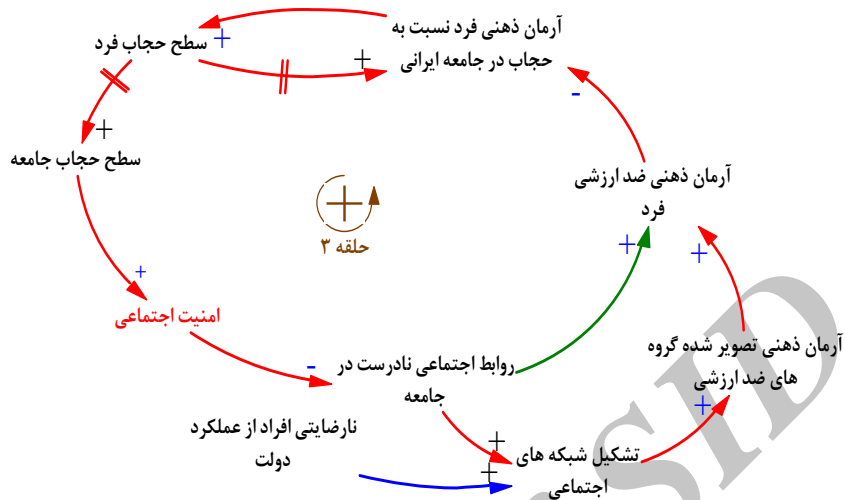 آرمان ذهنی فرد نسبت به
حجاب در جامعه ایرانی
+
+
سطح حجاب فرد
-
+
سطح حجاب جامعه
آرمان ذهنی ضد ارزشی
فرد
+
حلقه ۳
+
+
+
امنیت اجتماعی
آرمان ذهنی تصویر شده گروه
های ضد ارزشی
-
روابط اجتماعی نادرست در
جامعه
+
نارضایتی افراد از عملکرد
دولت
+
+
تشکیل شبکه های
اجتماعی
SID